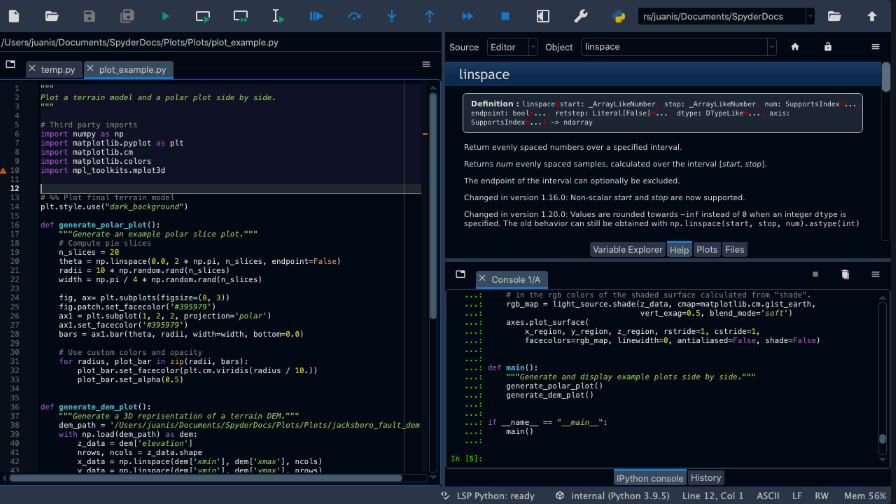 rs/juanis/Documents/SpyderDocs
/Users/juanis/Documents/SpyderDocs/Plots/Plots/plot_example.py
temp.py
plot_example.py
1 """
2 Plot a terrain model and a polar plot side by side.
3 """
4
5 # Third party imports
6 import numpy as np
7 import matplotlib.pyplot as plt
8 import matplotlib.cm
9 import matplotlib.colors
10 import mpl_toolkits.mplot3d
11
12
13 # %% Plot final terrain model
14 plt.style.use("dark_background")
15
16 def generate_polar_plot():
17 """Generate an example polar slice plot."""
18 # Compute pie slices
19 n_slices = 20
20 theta = np.linspace(0.0, 2 * np.pi, n_slices, endpoint=False)
21 radii = 10 * np.random.rand(n_slices)
22 width = np.pi / 4 * np.random.rand(n_slices)
23
24 fig, ax= plt.subplots(figsize=(8, 3))
25 fig.patch.set_facecolor('#395979')
26 ax1 = plt.subplot(1, 2, 2, projection='polar')
27 ax1.set_facecolor('#395979')
28 bars = ax1.bar(theta, radii, width=width, bottom=0.0)
29
30 # Use custom colors and opacity
31 for radius, plot_bar in zip(radii, bars):
32 plot_bar.set_facecolor(plt.cm.viridis(radius / 10.))
33 plot_bar.set_alpha(0.5)
34
35
36 def generate_dem_plot():
37 """Generate a 3D reprisentation of a terrain DEM."""
38 dem_path = '/Users/juanis/Documents/SpyderDocs/Plots/Plots/jacksboro_fault_dem
39 with np.load(dem_path) as dem:
40 z_data = dem['elevation']
41 nrows, ncols = z_data.shape
42 x_data = np.linspace(dem['xmin'], dem['xmax'], ncols)
43 y_data = np.linspace(dem['ymin'], dem['ymax'], nrows)
Source Editor Object linspace
linspace
Definition : linspace(start: _ArrayLikeNumber, stop: _ArrayLikeNumber, num: SupportsIndex=...
endpoint: bool=..., retstep: Literal[False]=..., dtype: DTypeLike=..., axis:
SupportsIndex=...) -> ndarray
Return evenly spaced numbers over a specified interval.
Returns num evenly spaced samples, calculated over the interval [start, stop].
The endpoint of the interval can optionally be excluded.
Changed in version 1.16.0: Non-scalar start and stop are now supported.
Changed in version 1.20.0: Values are rounded towards -inf instead of 0 when an integer dtype is
specified. The old behavior can still be obtained with np.linspace(start, stop, num).astype(int)
Variable Explorer Help Plots Files
Console 1/A
...: # in the rgb colors of the shaded surface calculated from "shade".
...: rgb_map = light_source.shade(z_data, cmap=matplotlib.cm.gist_earth,
...: vert_exag=0.5, blend_mode='soft')
...: axes.plot_surface(
...: x_region, y_region, z_region, rstride=1, cstride=1,
...: facecolors=rgb_map, linewidth=0, antialiased=False, shade=False)
...:
...:
...: def main():
...: """Generate and display example plots side by side."""
...: generate_polar_plot()
...: generate_dem_plot()
...:
...:
...: if __name__ == "__main__":
...: main()
...:
In [5]:
IPython console History
LSP Python: ready internal (Python 3.9.5) Line 12, Col 1 ASCII LF RW Mem 56%